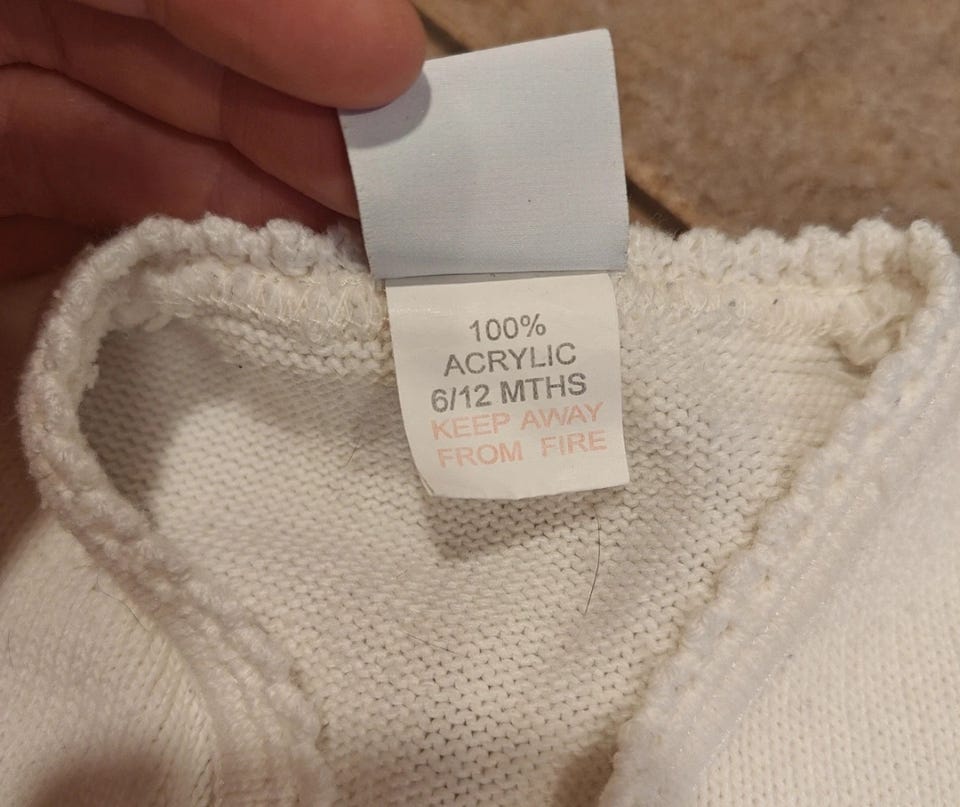 100%
ACRYLIC
6/12 MTHS
KEEP AWAY
FROM FIRE